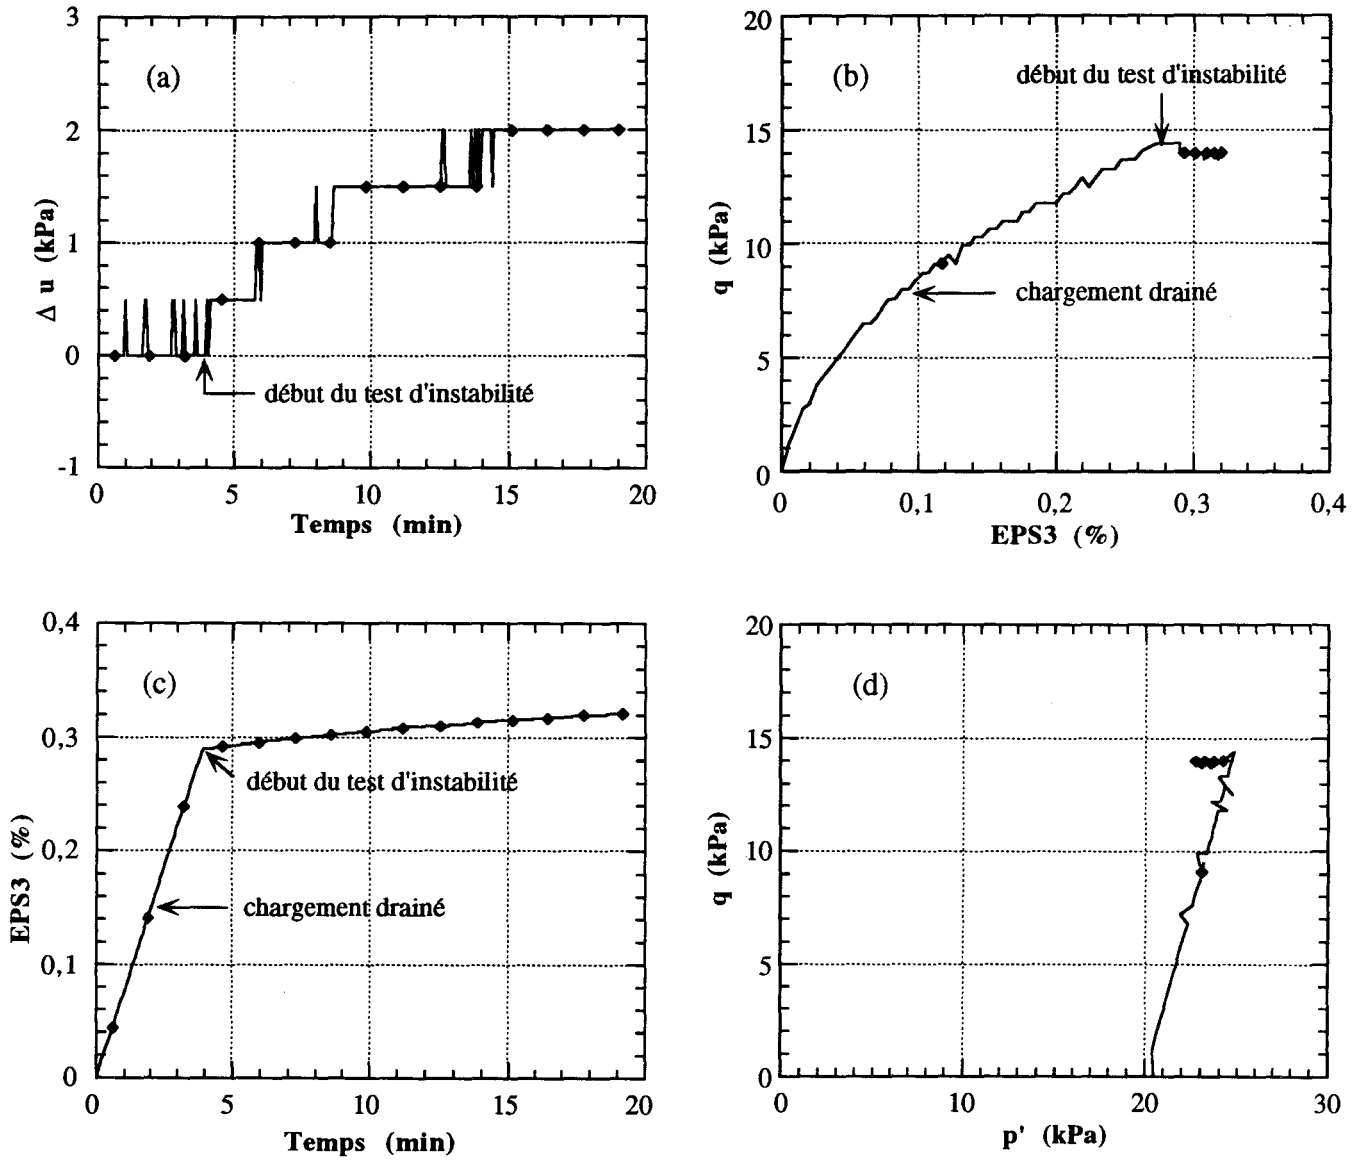 (a)
Δ u (kPa)
3
2
1
0
-1
début du test d'instabilité
0 5 10 15 20
Temps (min)
(b)
q (kPa)
20
15
10
5
0
début du test d'instabilité
chargement drainé
0 0,1 0,2 0,3 0,4
EPS3 (%)
(c)
EPS3 (%)
0,4
0,3
0,2
0,1
0
début du test d'instabilité
chargement drainé
0 5 10 15 20
Temps (min)
(d)
q (kPa)
20
15
10
5
0
0 10 20 30
p' (kPa)